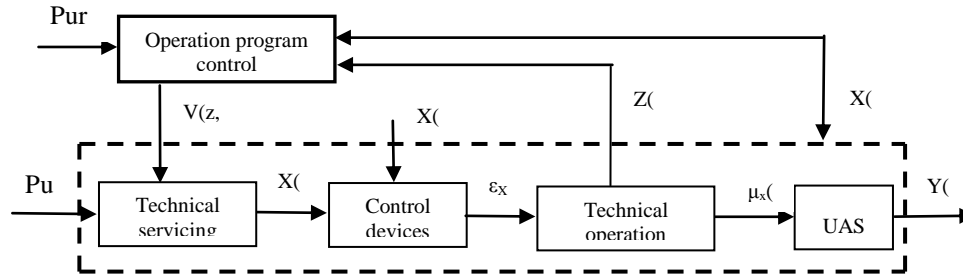 Pur
Operation program
control
V(z,
X(
Z(
X(
Pu
Technical
servicing
X(
Control
devices
εX
Technical
operation
μx(
UAS
Y(